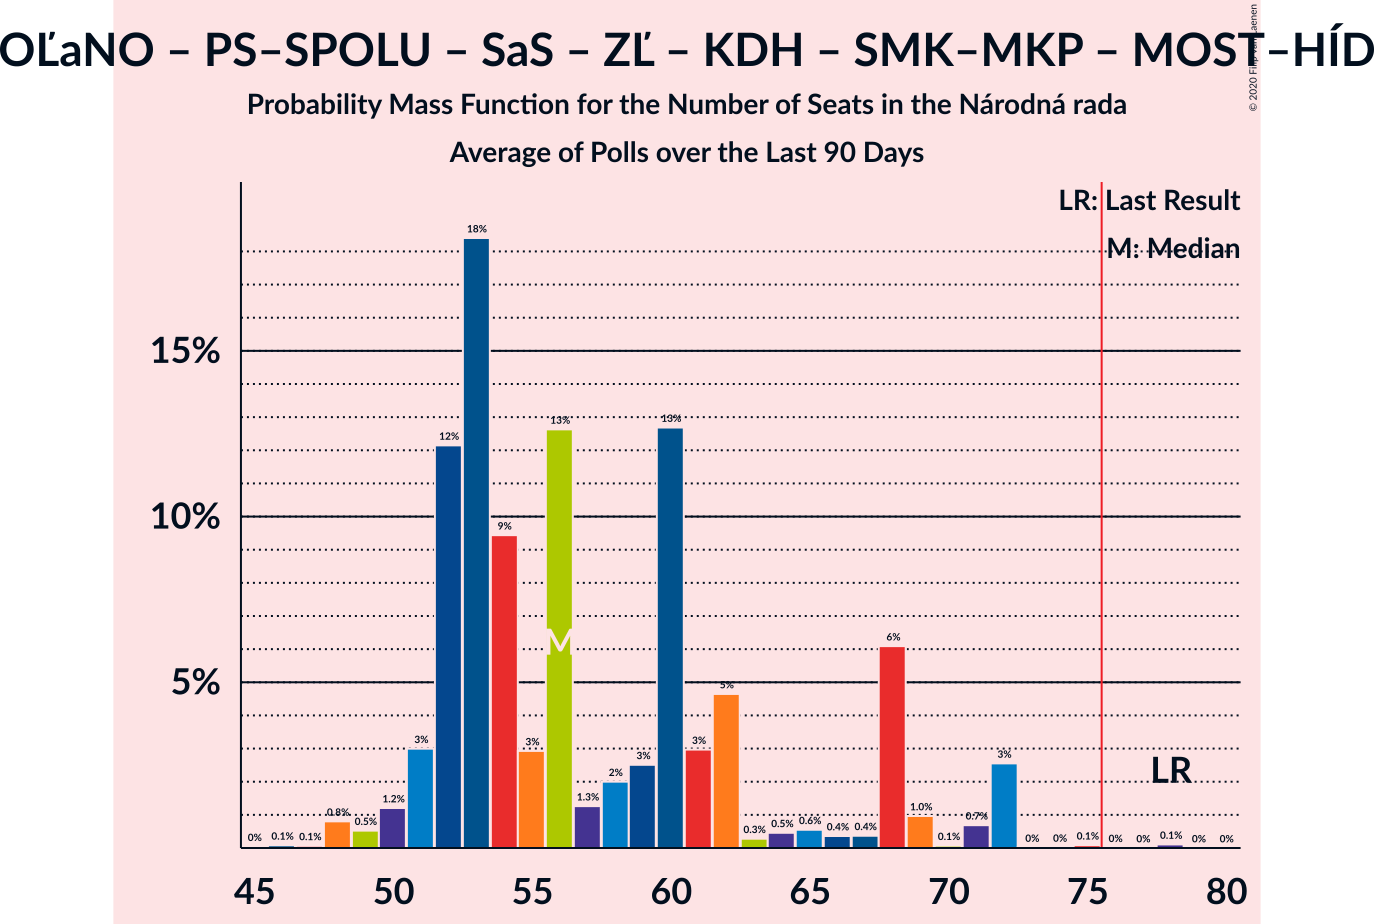 OĽaNO – PS–SPOLU – SaS – ZĽ – KDH – SMK–MKP – MOST–HÍD
Probability Mass Function for the Number of Seats in the Národná rada
Average of Polls over the Last 90 Days
© 2020 Filip van Laenen
LR: Last Result
M: Median
15%
10%
5%
0% 0.1% 0.1% 0.8% 0.5% 1.2% 3% 12% 18% 9% 3% 13% 1.3% 2% 3% 13% 3% 5% 0.3% 0.5% 0.6% 0.4% 0.4% 6% 1.0% 0.1% 0.7% 3% 0% 0% 0.1% 0% 0% 0.1% 0% 0%
M
LR
45 50 55 60 65 70 75 80